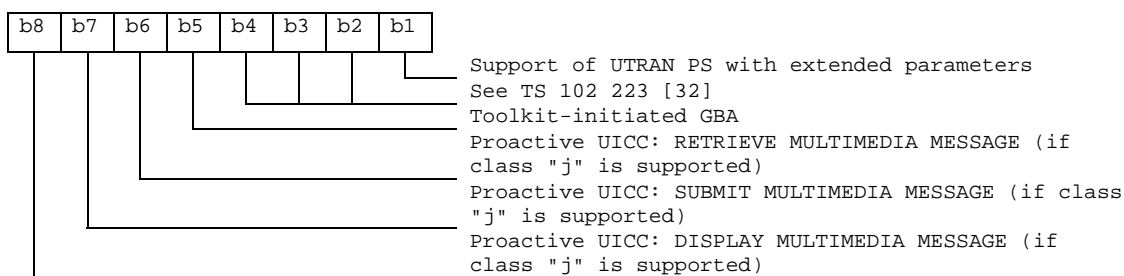 b8 b7 b6 b5 b4 b3 b2 b1
Support of UTRAN PS with extended parameters
See TS 102 223 [32]
Toolkit-initiated GBA
Proactive UICC: RETRIEVE MULTIMEDIA MESSAGE (if
class "j" is supported)
Proactive UICC: SUBMIT MULTIMEDIA MESSAGE (if class
"j" is supported)
Proactive UICC: DISPLAY MULTIMEDIA MESSAGE (if
class "j" is supported)